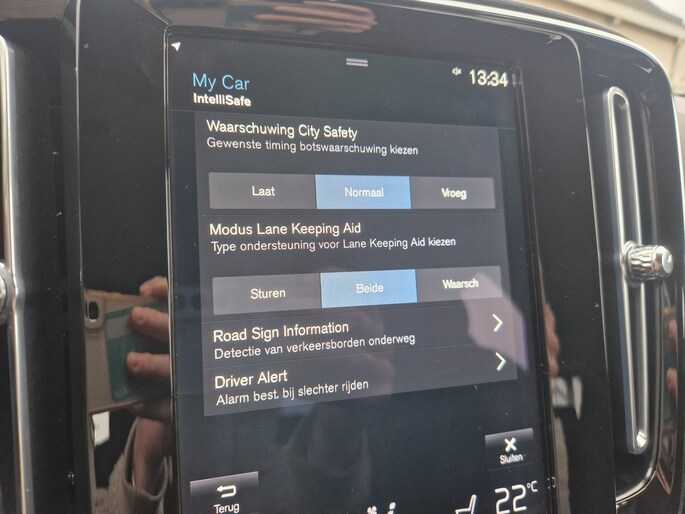 13:34
My Car
IntelliSafe
Waarschuwing City Safety
Gewenste timing botswaarschuwing kiezen
Laat Normaal Vroeg
Modus Lane Keeping Aid
Type ondersteuning voor Lane Keeping Aid kiezen
Sturen Beide Waarsch
Road Sign Information
Detectie van verkeersborden onderweg
Driver Alert
Alarm best. bij slechter rijden
Sluiten
Terug
22°C